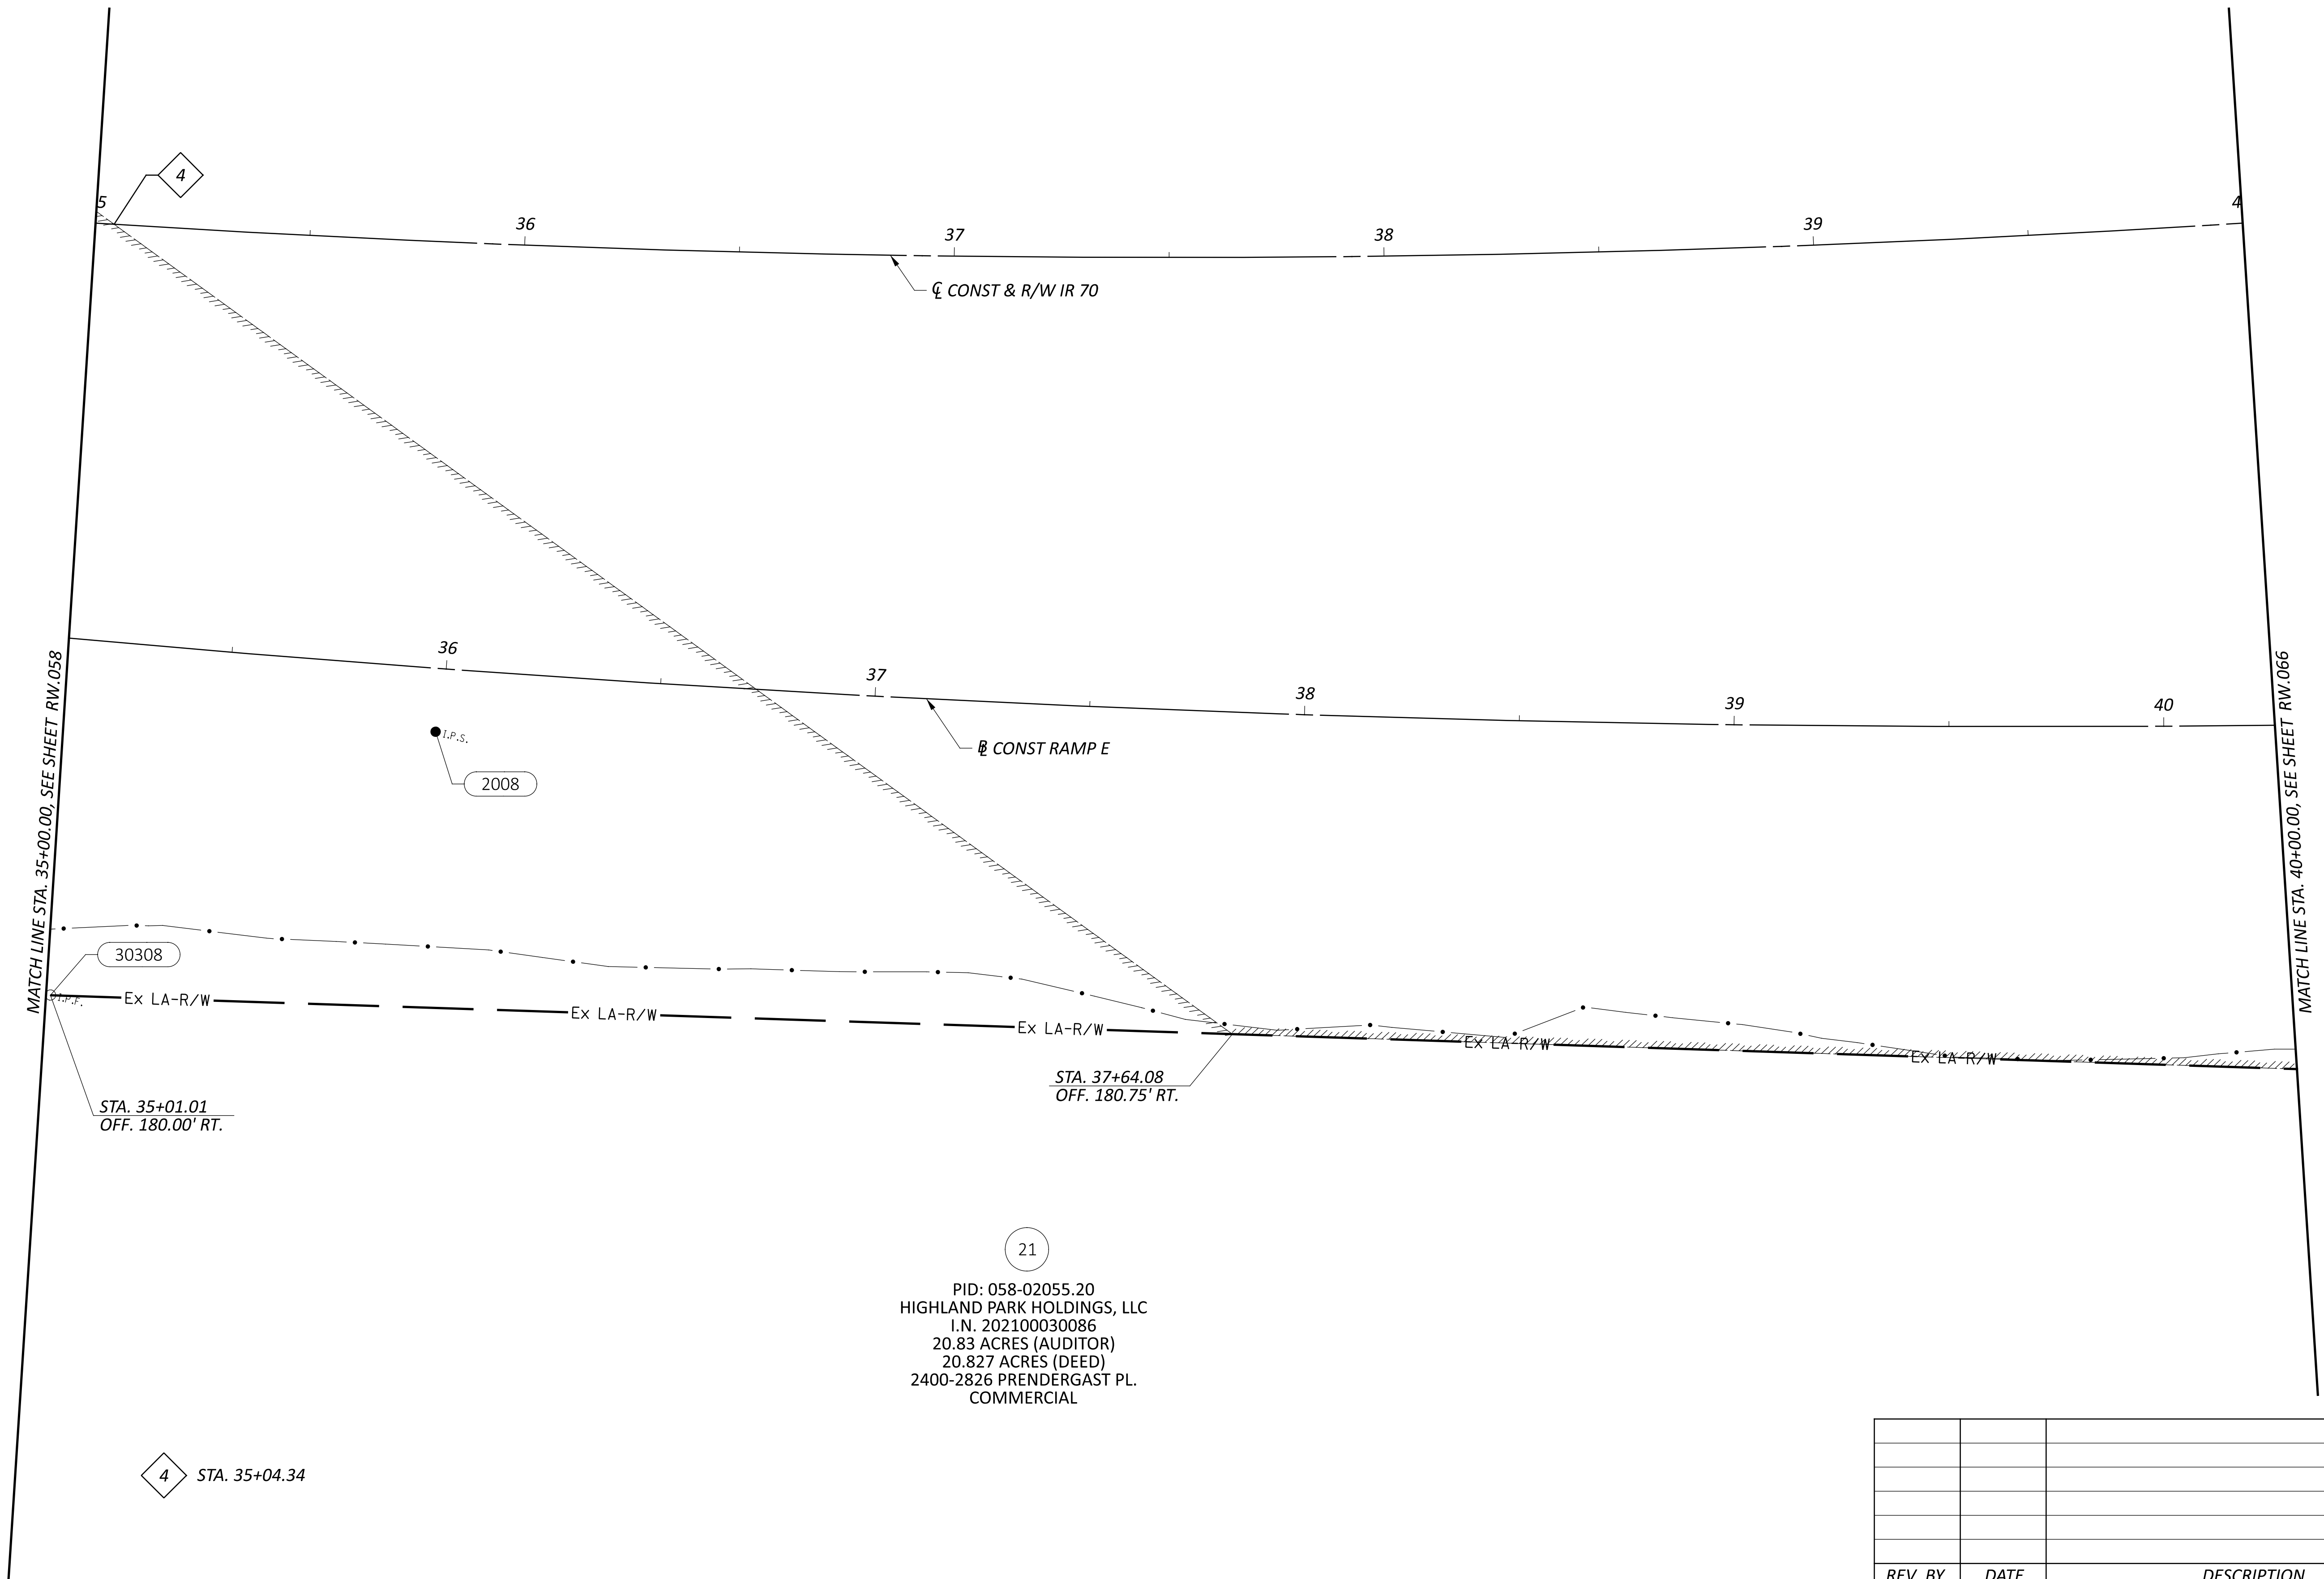 4
5
36
37
38
39
4
℄ CONST & R/W IR 70
36
37
38
39
40
I.P.S.
2008
B̵L CONST RAMP E
MATCH LINE STA. 35+00.00, SEE SHEET RW.058
MATCH LINE STA. 40+00.00, SEE SHEET RW.066
30308
I.P.F.
Ex LA-R/W
Ex LA-R/W
Ex LA-R/W
Ex LA-R/W
Ex LA-R/W
STA. 37+64.08
OFF. 180.75' RT.
STA. 35+01.01
OFF. 180.00' RT.
21
PID: 058-02055.20
HIGHLAND PARK HOLDINGS, LLC
I.N. 202100030086
20.83 ACRES (AUDITOR)
20.827 ACRES (DEED)
2400-2826 PRENDERGAST PL.
COMMERCIAL
4 STA. 35+04.34
REV. BY DATE DESCRIPTION